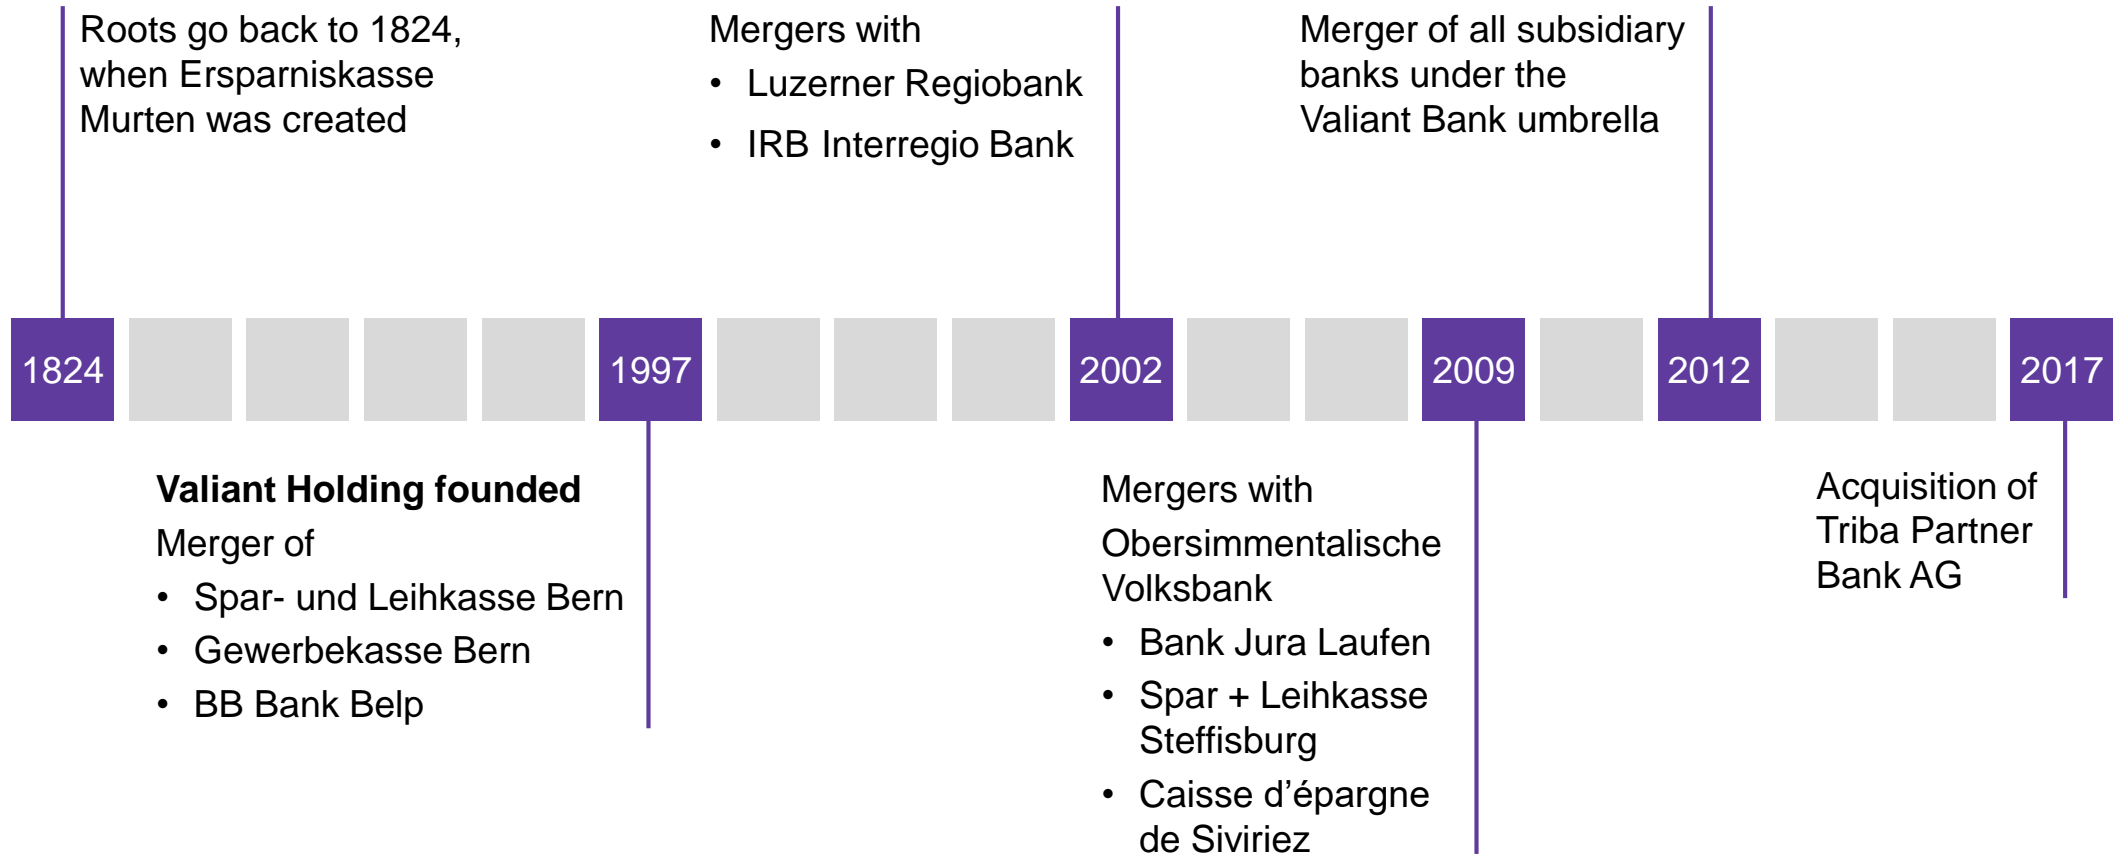 Roots go back to 1824,
when Ersparniskasse
Murten was created
Mergers with
• Luzerner Regiobank
• IRB Interregio Bank
Merger of all subsidiary
banks under the
Valiant Bank umbrella
1824
1997
2002
2009
2012
2017
Valiant Holding founded
Merger of
• Spar- und Leihkasse Bern
• Gewerbekasse Bern
• BB Bank Belp
Mergers with
Obersimmentalische
Volksbank
• Bank Jura Laufen
• Spar + Leihkasse
Steffisburg
• Caisse d’épargne
de Siviriez
Acquisition of
Triba Partner
Bank AG